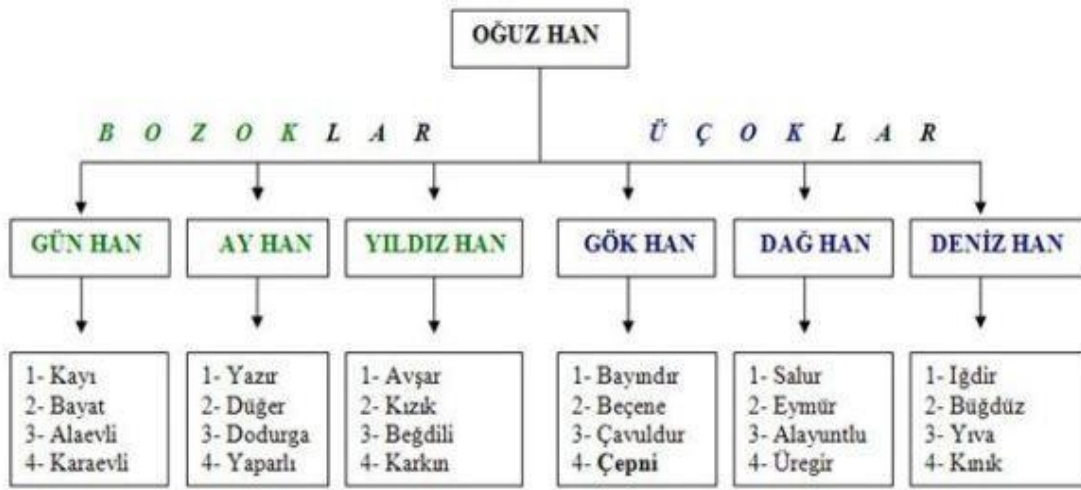 OĞUZ HAN
B O Z O K L A R
Ü Ç O K L A R
GÜN HAN
AY HAN
YILDIZ HAN
GÖK HAN
DAĞ HAN
DENİZ HAN
1- Kayı
2- Bayat
3- Alaevli
4- Karaevli
1- Yazır
2- Düğer
3- Dodurga
4- Yaparlı
1- Avşar
2- Kızık
3- Beğdili
4- Karkın
1- Bayındır
2- Beçene
3- Çavuldur
4- Çepni
1- Salur
2- Eymür
3- Alayuntlu
4- Üregir
1- Iğdir
2- Büğdüz
3- Yıva
4- Kınık